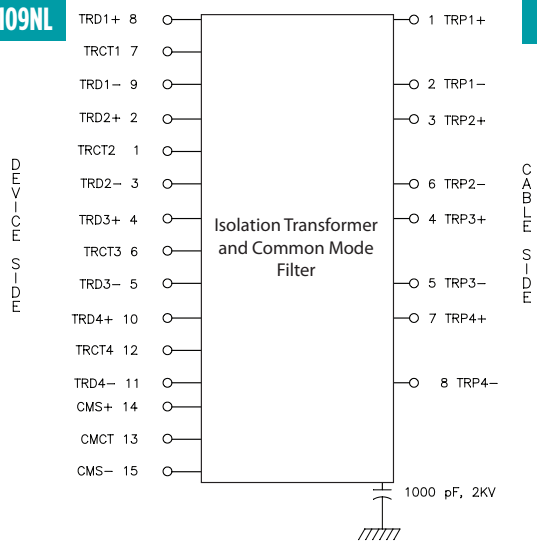 109NL
TRD1+ 8
TRCT1 7
TRD1- 9
TRD2+ 2
TRCT2 1
TRD2- 3
TRD3+ 4
TRCT3 6
TRD3- 5
TRD4+ 10
TRCT4 12
TRD4- 11
CMS+ 14
CMCT 13
CMS- 15
DEVICE SIDE
Isolation Transformer
and Common Mode
Filter
1 TRP1+
2 TRP1-
3 TRP2+
6 TRP2-
4 TRP3+
5 TRP3-
7 TRP4+
8 TRP4-
CABLE SIDE
1000 pF, 2KV